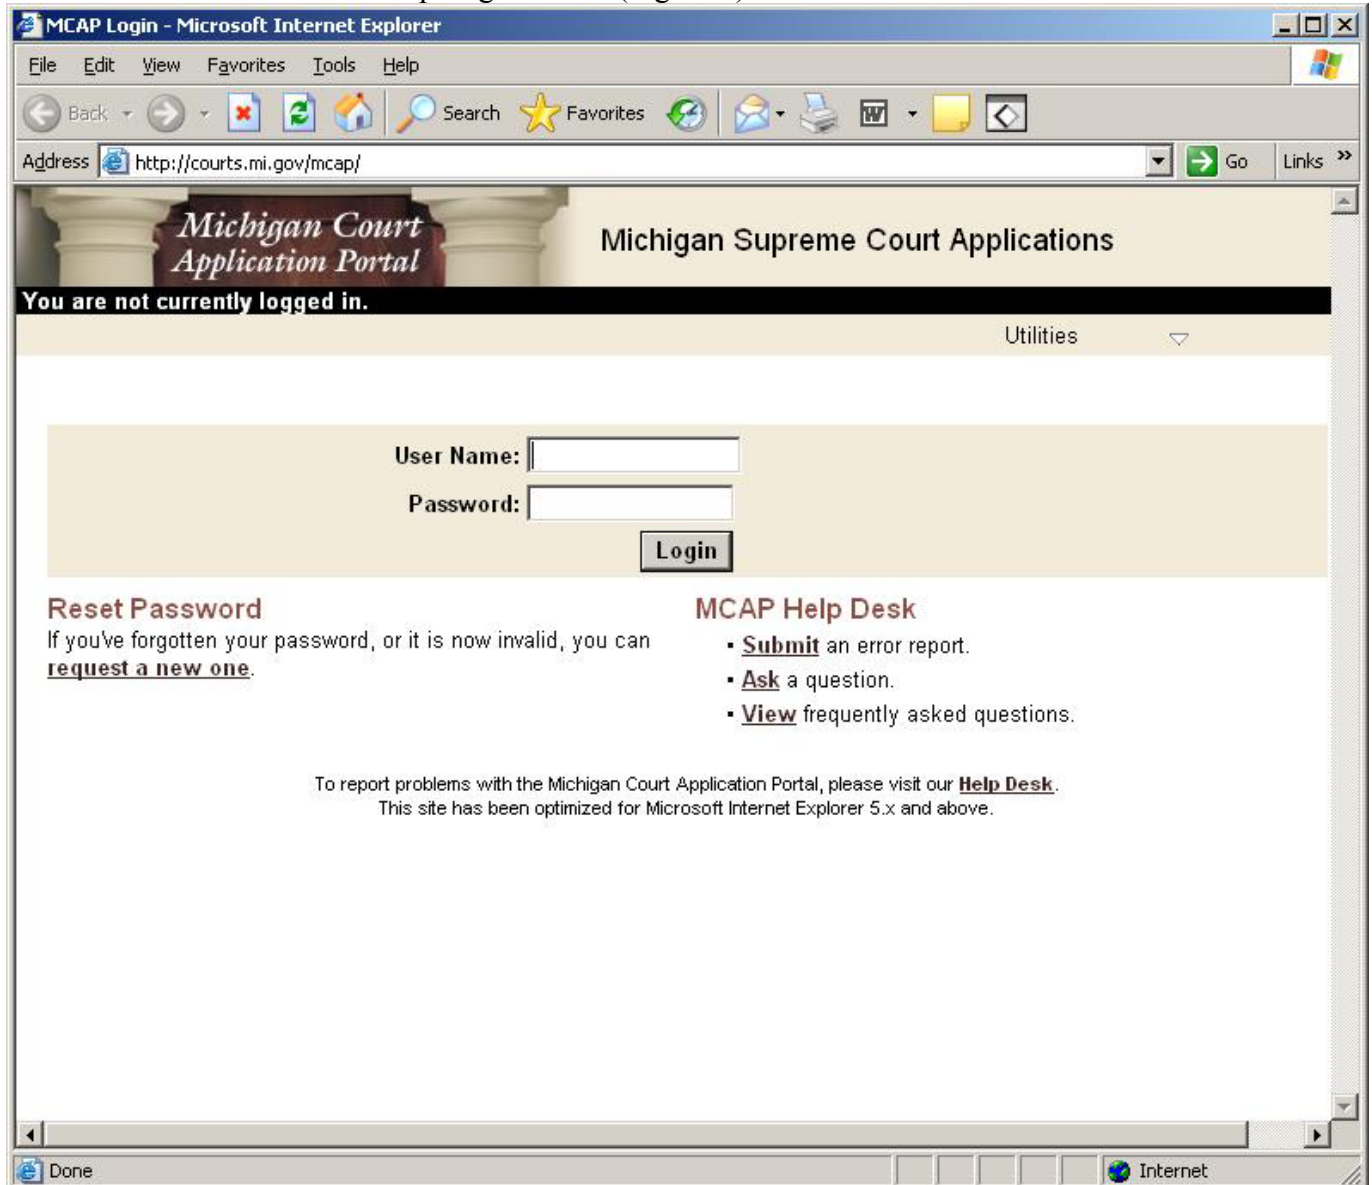 MCAP Login - Microsoft Internet Explorer
File Edit View Favorites Tools Help
Back Search Favorites
Address http://courts.mi.gov/mcap/ Go Links »
Michigan Court
Application Portal
Michigan Supreme Court Applications
You are not currently logged in.
Utilities
User Name:
Password:
Login
Reset Password
If you've forgotten your password, or it is now invalid, you can
request a new one.
MCAP Help Desk
▪ Submit an error report.
▪ Ask a question.
▪ View frequently asked questions.
To report problems with the Michigan Court Application Portal, please visit our Help Desk.
This site has been optimized for Microsoft Internet Explorer 5.x and above.
Done Internet